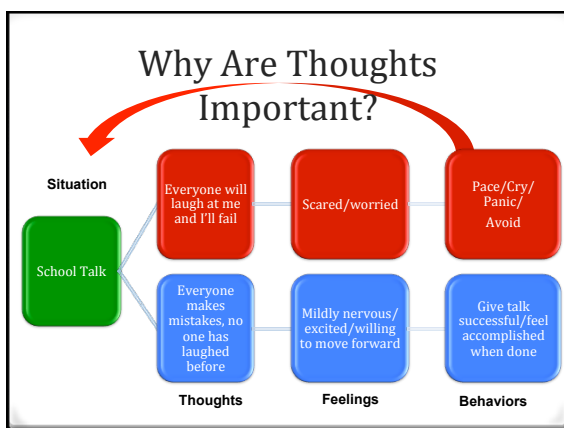 Why Are Thoughts
Important?
Situation
School Talk
Everyone will
laugh at me
and I'll fail
Scared/worried
Pace/Cry/
Panic/
Avoid
Everyone
makes
mistakes, no
one has
laughed
before
Mildly nervous/
excited/willing
to move forward
Give talk
successful/feel
accomplished
when done
Thoughts
Feelings
Behaviors